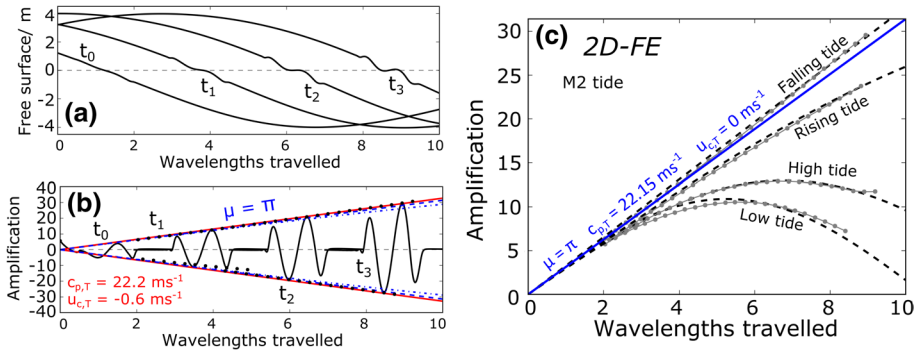 (a)
Free surface/ m
4
2
0
-2
-4
t0
t1
t2
t3
0 2 4 6 8 10
Wavelengths travelled
(b)
Amplification
40
30
20
10
0
-10
-20
-30
-40
t0
t1
μ = π
t2
t3
cp,T = 22.2 ms-1
uc,T = -0.6 ms-1
0 2 4 6 8 10
Wavelengths travelled
(c)
2D-FE
M2 tide
Amplification
30
25
20
15
10
5
0
μ = π cp,T = 22.15 ms-1 uc,T = 0 ms-1
Falling tide
Rising tide
High tide
Low tide
0 2 4 6 8 10
Wavelengths travelled